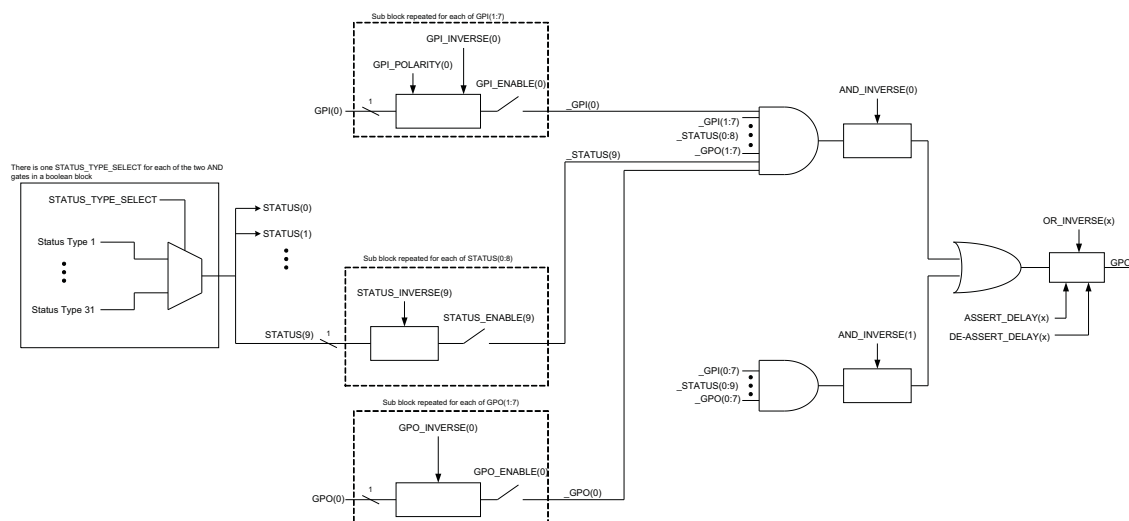 Sub block repeated for each of GPI(1:7)
GPI_INVERSE(0)
GPI_POLARITY(0)
GPI_ENABLE(0)
GPI(0)
1
_GPI(0)
_GPI(1:7)
_STATUS(0:8)
_GPO(1:7)
AND_INVERSE(0)
_STATUS(9)
There is one STATUS_TYPE_SELECT for each of the two AND
gates in a boolean block
STATUS_TYPE_SELECT
Status Type 1
Status Type 31
STATUS(0)
STATUS(1)
Sub block repeated for each of STATUS(0:8)
STATUS_INVERSE(9)
STATUS_ENABLE(9)
STATUS(9)
1
OR_INVERSE(x)
GPO
ASSERT_DELAY(x)
DE-ASSERT_DELAY(x)
AND_INVERSE(1)
_GPI(0:7)
_STATUS(0:9)
_GPO(0:7)
Sub block repeated for each of GPO(1:7)
GPO_INVERSE(0)
GPO_ENABLE(0)
GPO(0)
1
_GPO(0)